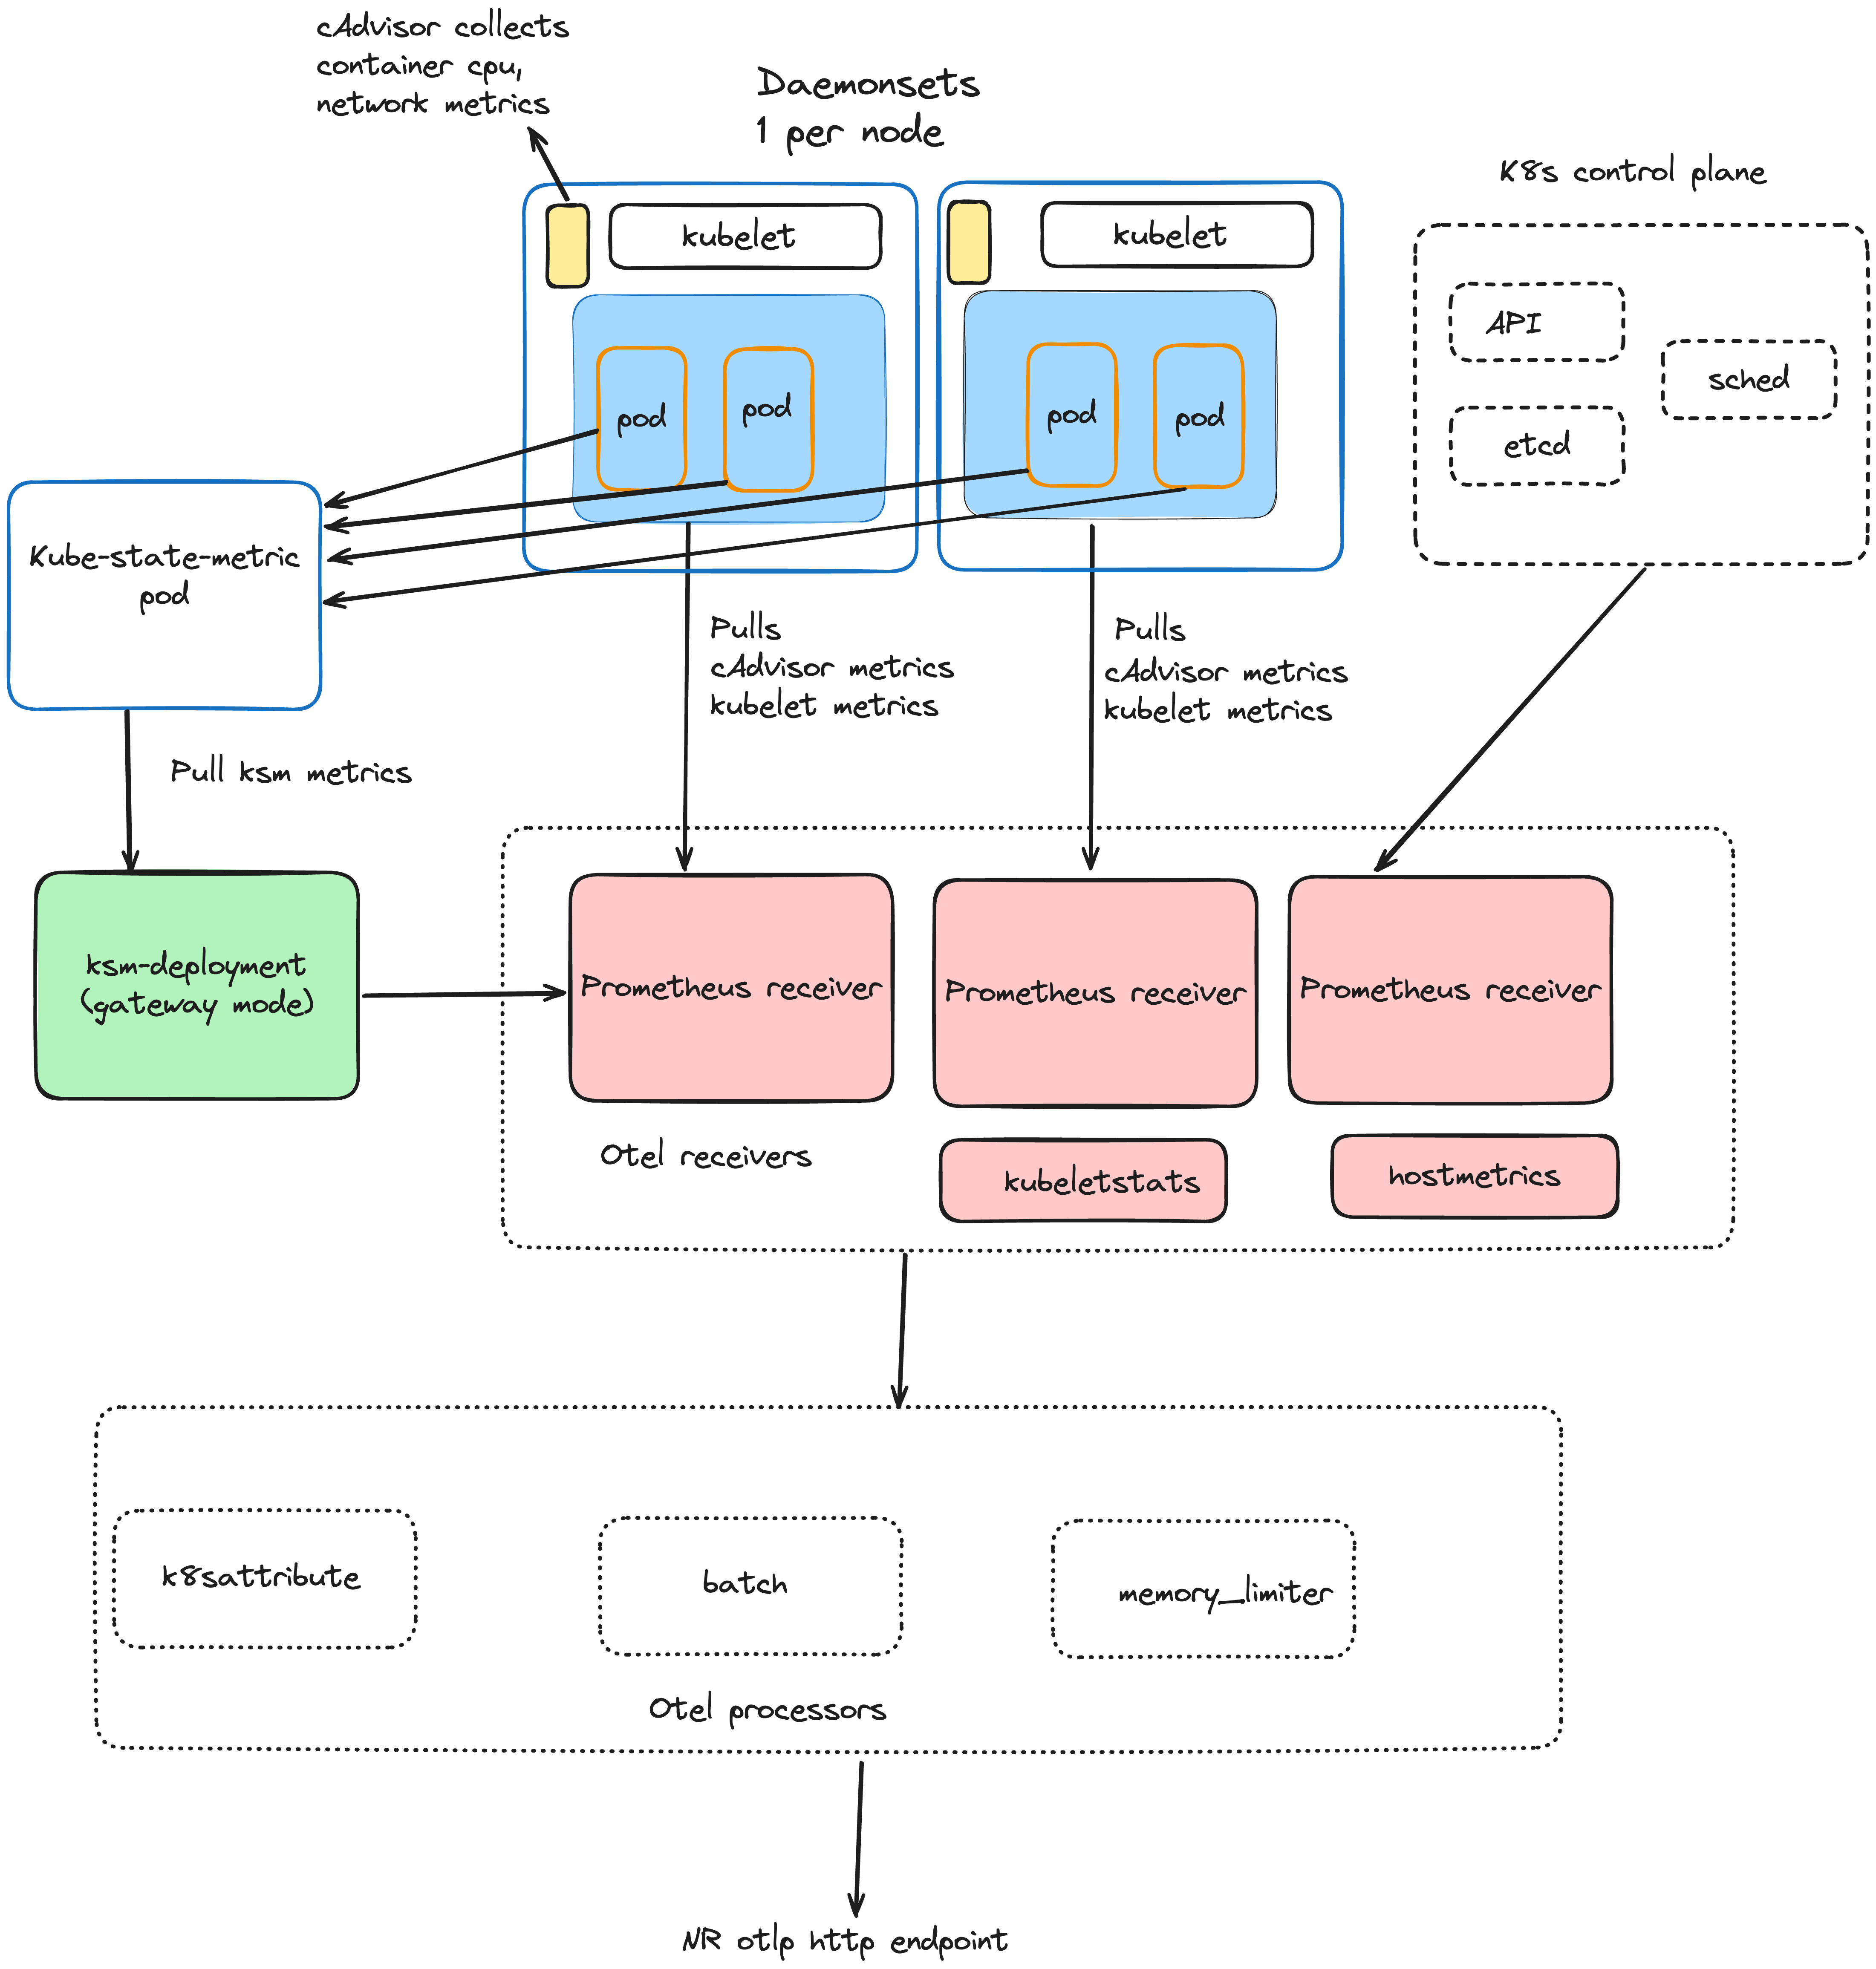 cAdvisor collects
container cpu,
network metrics
Daemonsets
1 per node
K8s control plane
kubelet
kubelet
API
sched
etcd
pod
pod
pod
pod
Kube-state-metric
pod
Pulls
cAdvisor metrics
kubelet metrics
Pulls
cAdvisor metrics
kubelet metrics
Pull ksm metrics
ksm-deployment
(gateway mode)
Prometheus receiver
Prometheus receiver
Prometheus receiver
Otel receivers
kubeletstats
hostmetrics
k8sattribute
batch
memory_limiter
Otel processors
NR otlp http endpoint